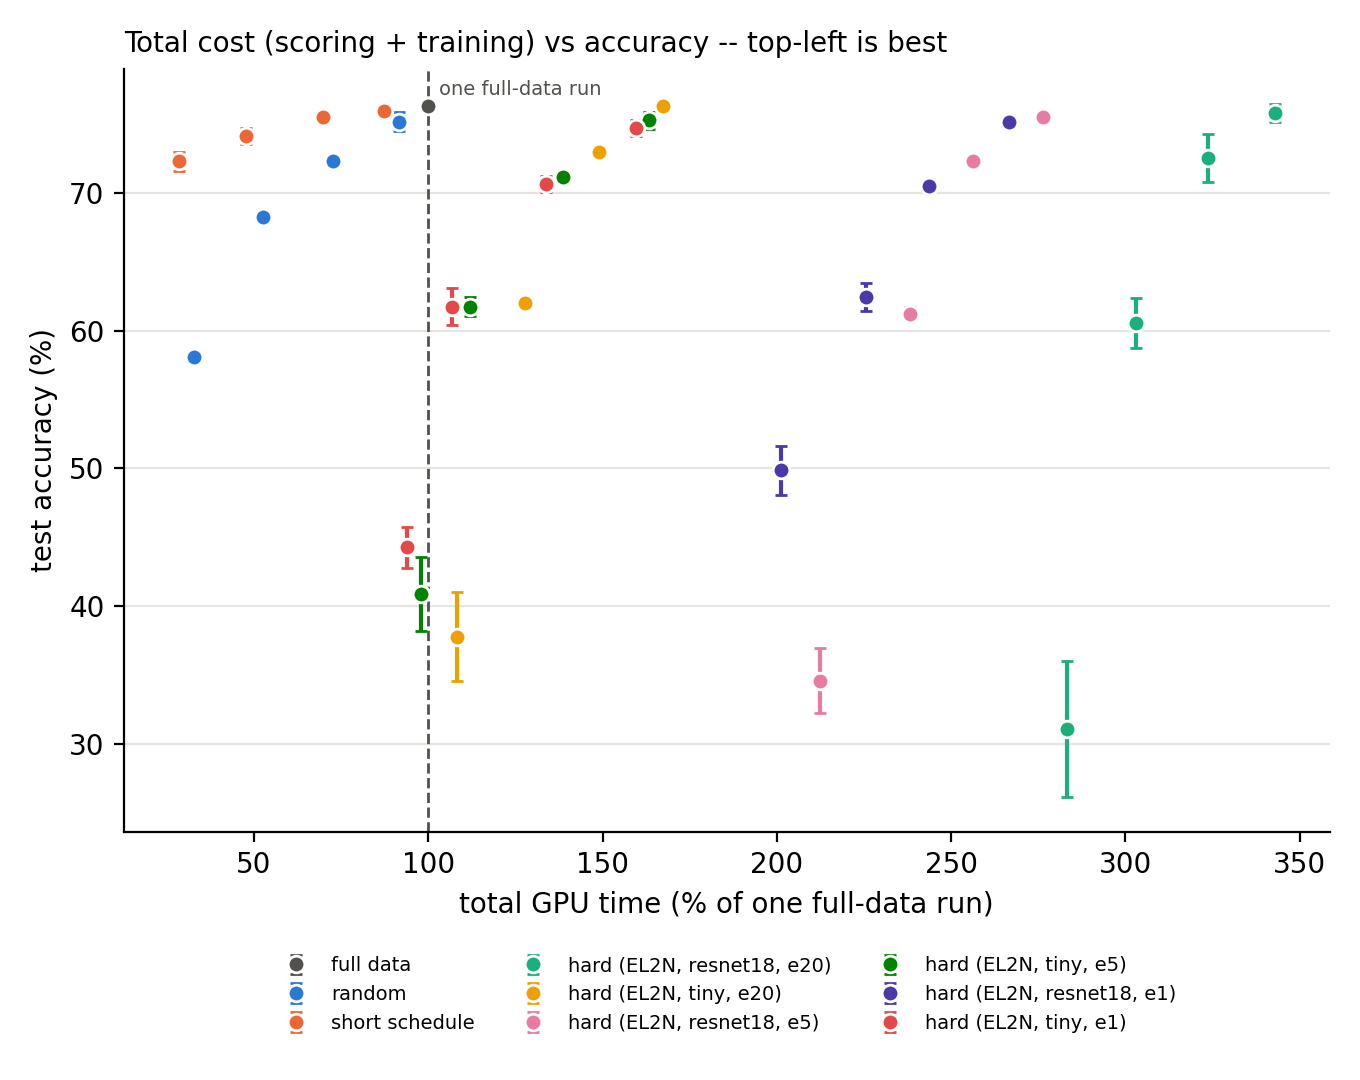 Total cost (scoring + training) vs accuracy -- top-left is best
one full-data run
test accuracy (%)
70
60
50
40
30
50
100
150
200
250
300
350
total GPU time (% of one full-data run)
full data
random
short schedule
hard (EL2N, resnet18, e20)
hard (EL2N, tiny, e20)
hard (EL2N, resnet18, e5)
hard (EL2N, tiny, e5)
hard (EL2N, resnet18, e1)
hard (EL2N, tiny, e1)